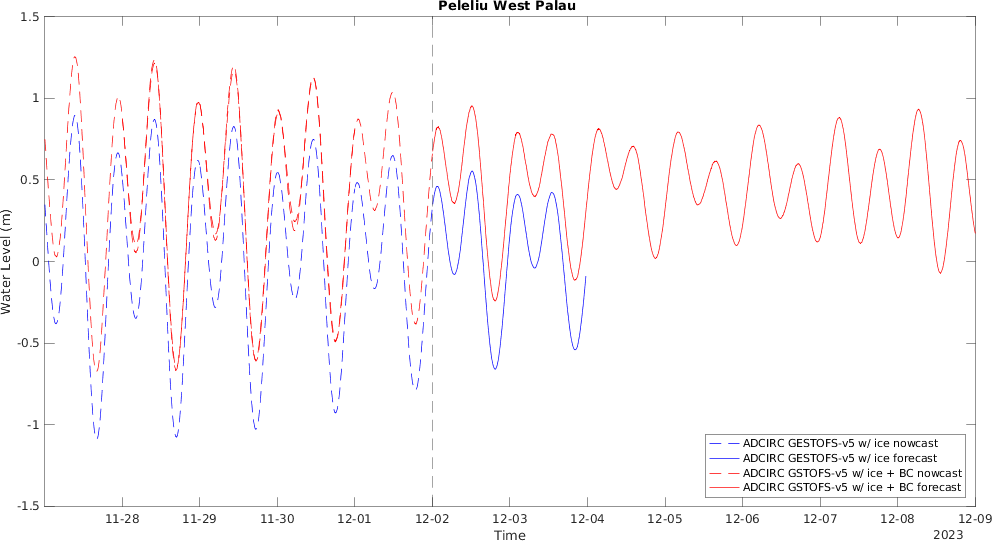 Peleliu West Palau
1.5
1
0.5
0
-0.5
-1
-1.5
Water Level (m)
11-28
11-29
11-30
12-01
12-02
12-03
12-04
12-05
12-06
12-07
12-08
12-09
Time
2023
ADCIRC GESTOFS-v5 w/ ice nowcast
ADCIRC GESTOFS-v5 w/ ice forecast
ADCIRC GSTOFS-v5 w/ ice + BC nowcast
ADCIRC GSTOFS-v5 w/ ice + BC forecast